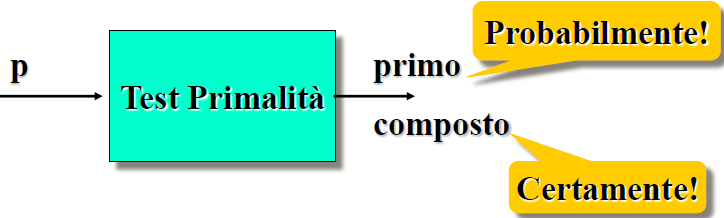 Probabilmente!
p
primo
Test Primalità
composto
Certamente!